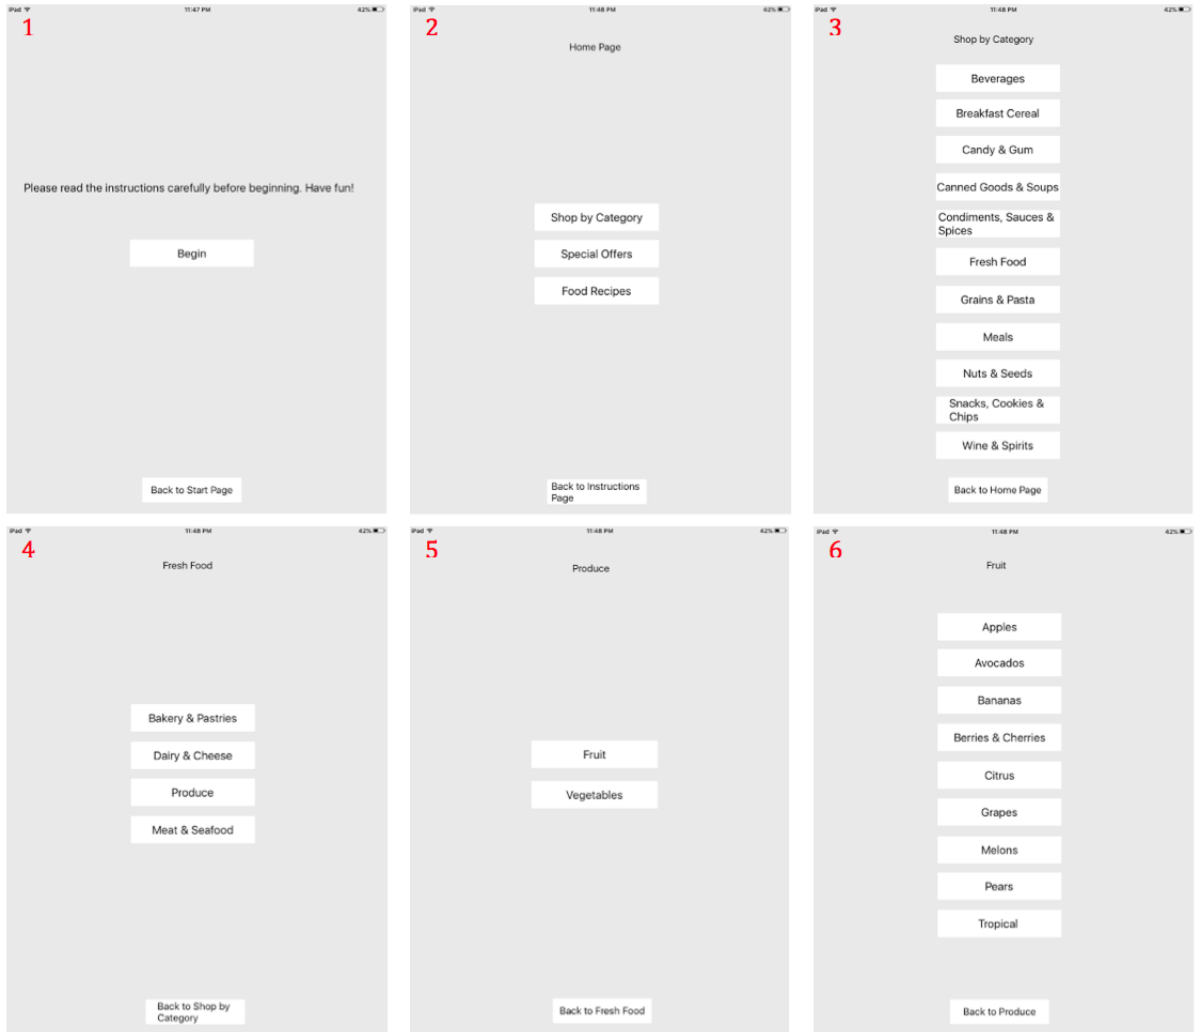 iPad 11:47 PM 42%
1
Please read the instructions carefully before beginning. Have fun!
Begin
Back to Start Page
iPad 11:48 PM 42%
2
Home Page
Shop by Category
Special Offers
Food Recipes
Back to Instructions
Page
iPad 11:48 PM 42%
3
Shop by Category
Beverages
Breakfast Cereal
Candy & Gum
Canned Goods & Soups
Condiments, Sauces &
Spices
Fresh Food
Grains & Pasta
Meals
Nuts & Seeds
Snacks, Cookies &
Chips
Wine & Spirits
Back to Home Page
iPad 11:48 PM 42%
4
Fresh Food
Bakery & Pastries
Dairy & Cheese
Produce
Meat & Seafood
Back to Shop by
Category
iPad 11:48 PM 42%
5
Produce
Fruit
Vegetables
Back to Fresh Food
iPad 11:48 PM 42%
6
Fruit
Apples
Avocados
Bananas
Berries & Cherries
Citrus
Grapes
Melons
Pears
Tropical
Back to Produce